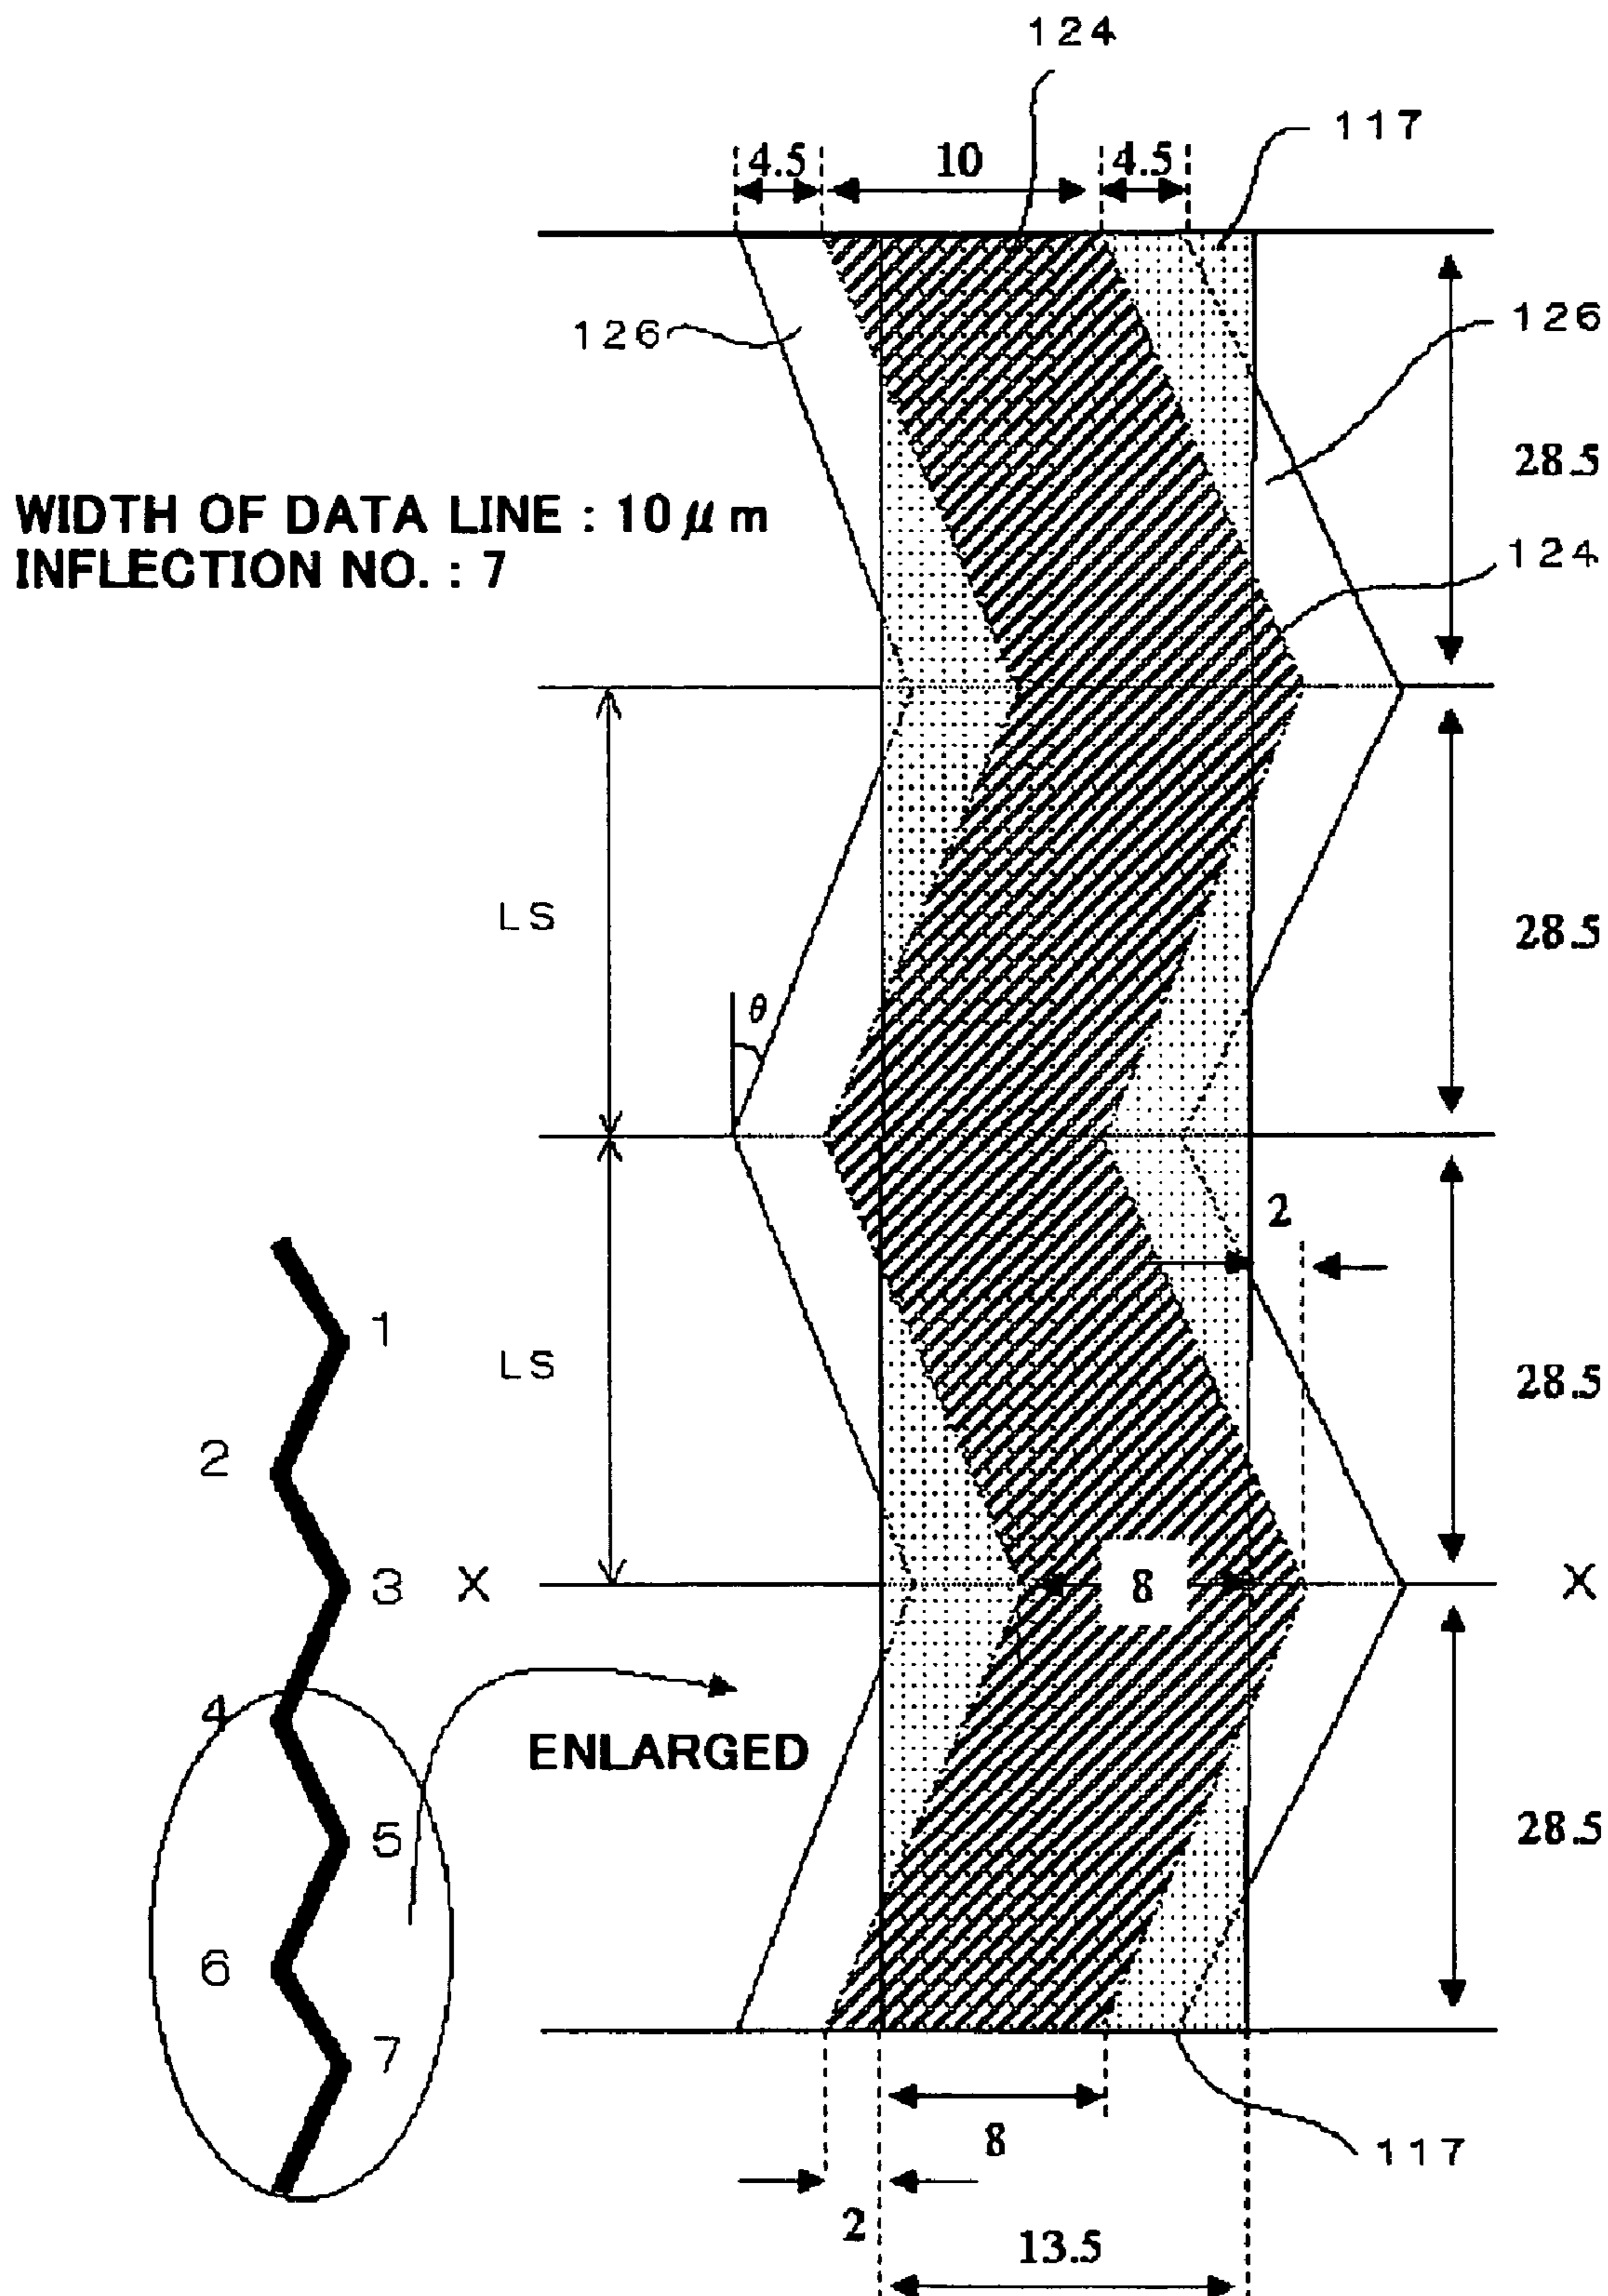 124
117
4.5 10 4.5
126
126
28.5
WIDTH OF DATA LINE : 10 μm
INFLECTION NO. : 7
124
LS
28.5
θ
2
1
LS
28.5
2
3 X 8 X
4
ENLARGED
5
28.5
6
7
8
117
2
13.5